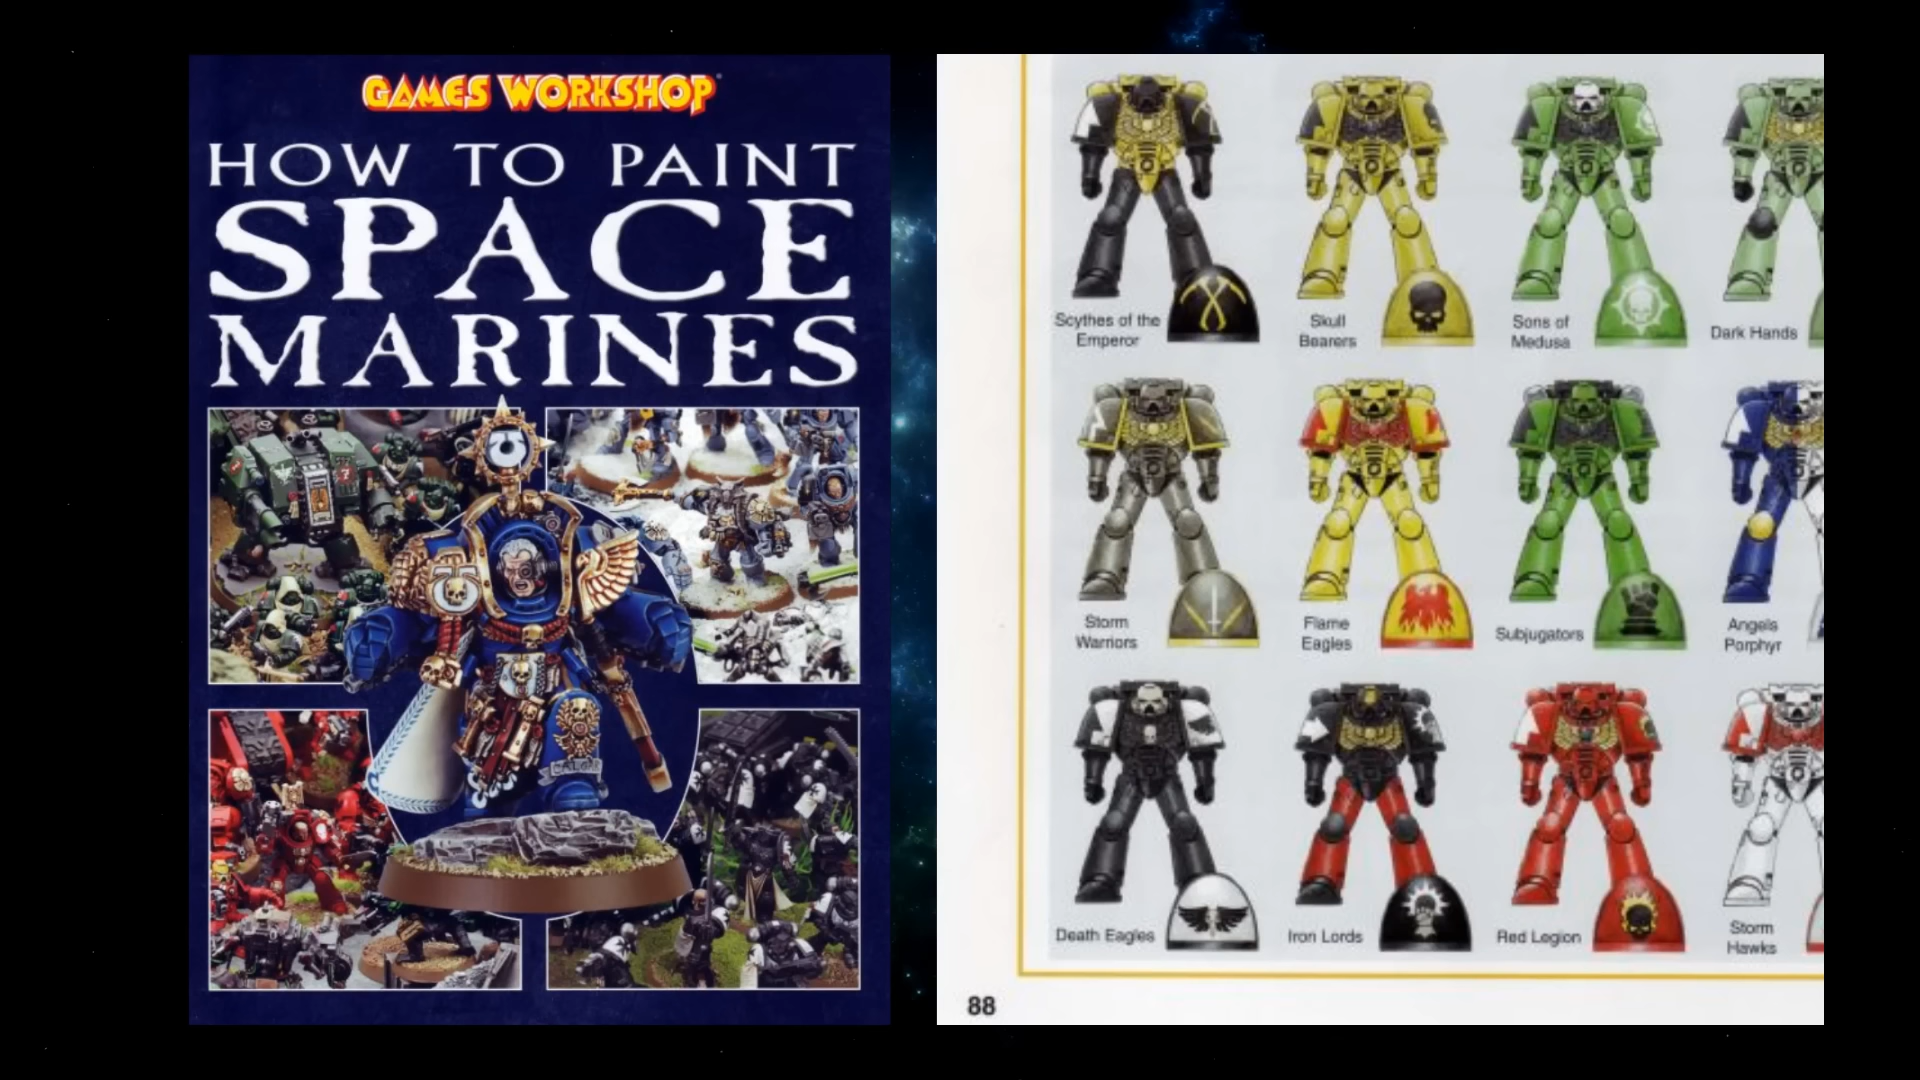 GAMES WORKSHOP
HOW TO PAINT
SPACE
MARINES
CALGAR
Scythes of the
Emperor
Skull
Bearers
Sons of
Medusa
Dark Hands
Storm
Warriors
Flame
Eagles
Subjugators
Angels
Porphyr
Death Eagles
Iron Lords
Red Legion
Storm
Hawks
88